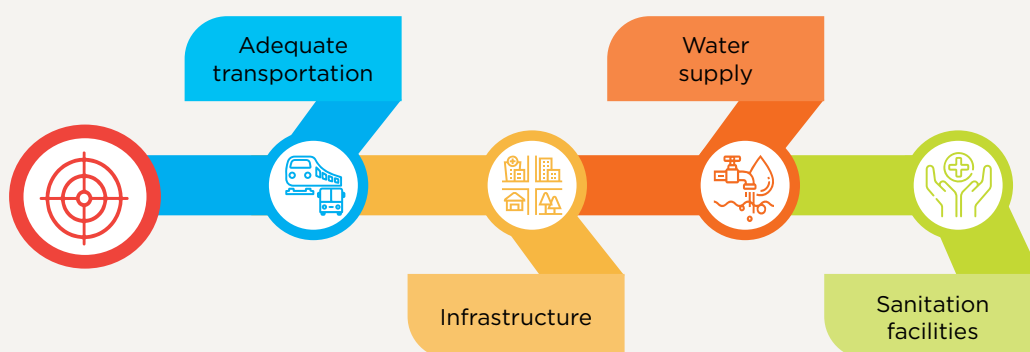 Adequate
transportation
Water
supply
Infrastructure
Sanitation
facilities